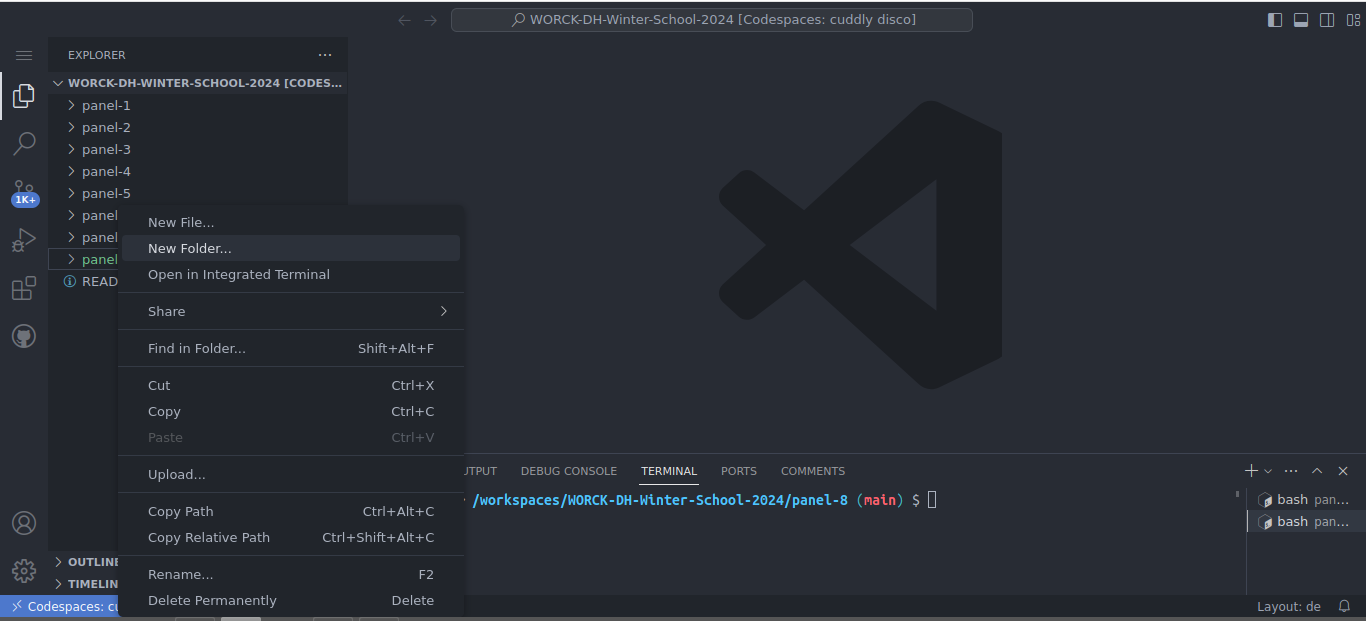 WORCK-DH-Winter-School-2024 [Codespaces: cuddly disco]
EXPLORER
WORCK-DH-WINTER-SCHOOL-2024 [CODES...
panel-1
panel-2
panel-3
panel-4
panel-5
panel
panel
panel
READ
1K+
New File...
New Folder...
Open in Integrated Terminal
Share
Find in Folder... Shift+Alt+F
Cut Ctrl+X
Copy Ctrl+C
Paste Ctrl+V
Upload...
Copy Path Ctrl+Alt+C
Copy Relative Path Ctrl+Shift+Alt+C
Rename... F2
Delete Permanently Delete
UTPUT DEBUG CONSOLE TERMINAL PORTS COMMENTS
/workspaces/WORCK-DH-Winter-School-2024/panel-8 (main) $
bash pan...
bash pan...
OUTLINE
TIMELIN
Codespaces: cu
Layout: de